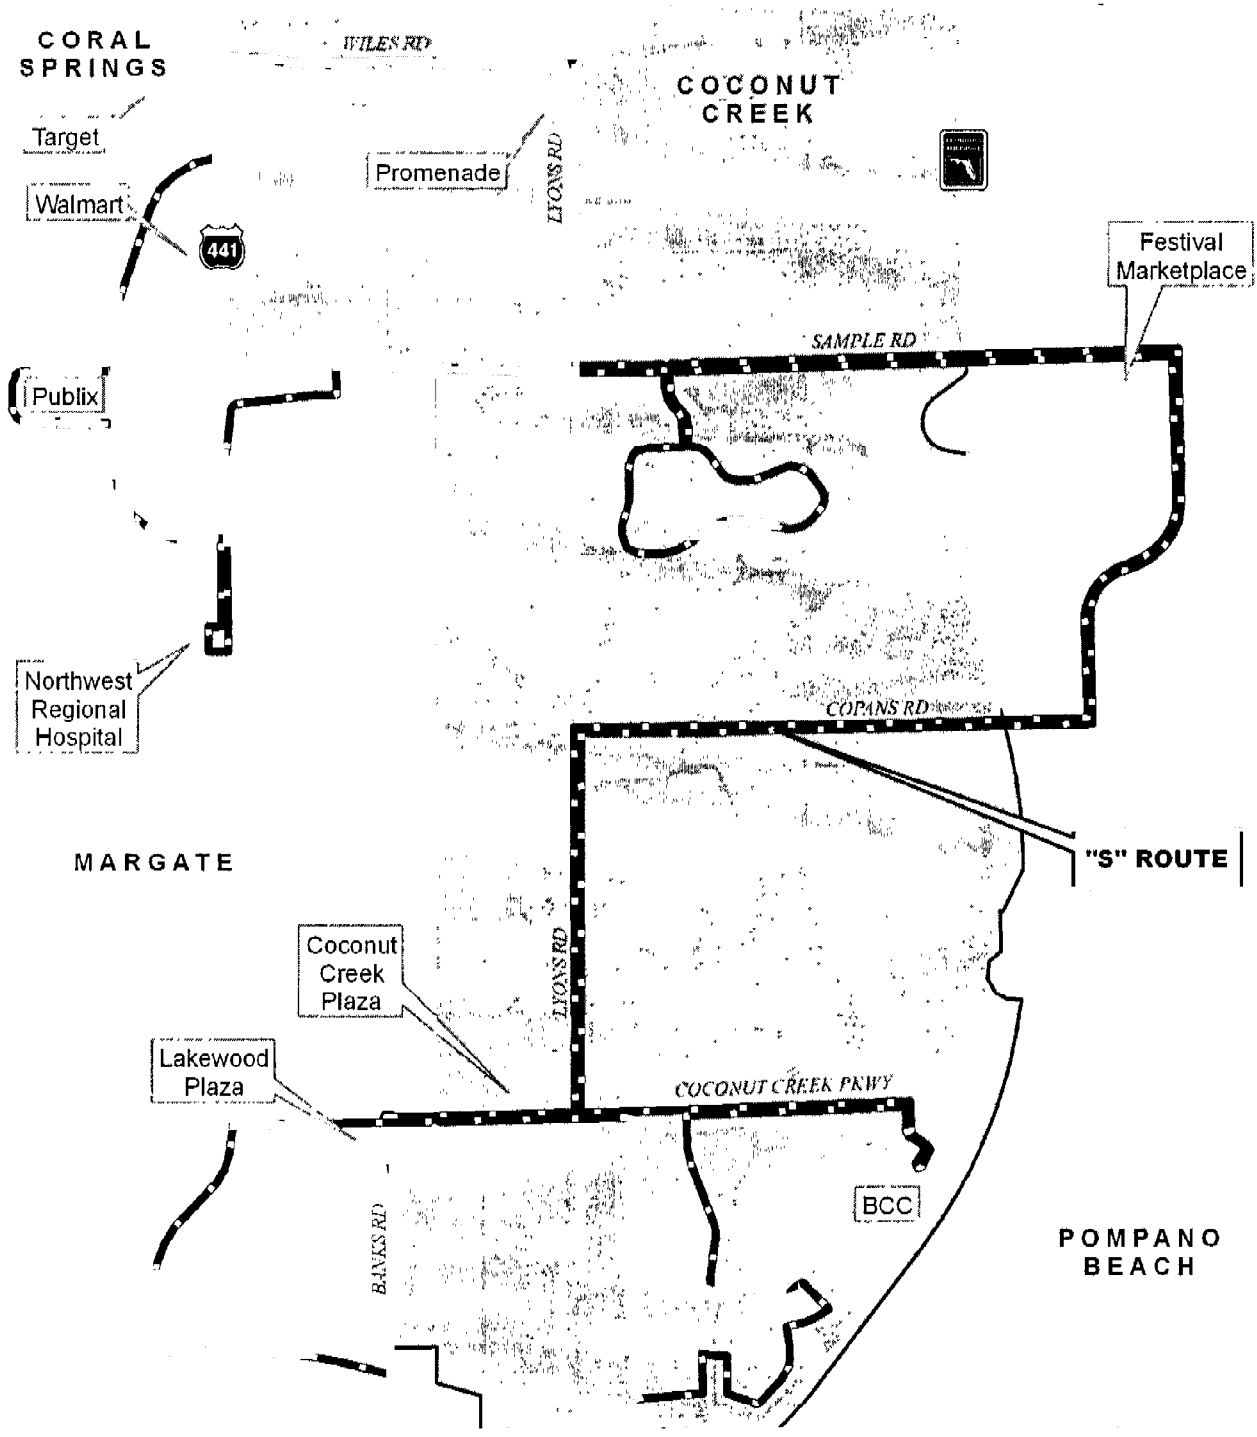 CORAL
SPRINGS
WILES RD
COCONUT
CREEK
Target
Promenade
LYONS RD
Walmart
441
Festival
Marketplace
SAMPLE RD
Publix
Northwest
Regional
Hospital
COPANS RD
"S" ROUTE
MARGATE
Coconut
Creek
Plaza
LYONS RD
Lakewood
Plaza
COCONUT CREEK PKWY
BCC
BANKS RD
POMPANO
BEACH